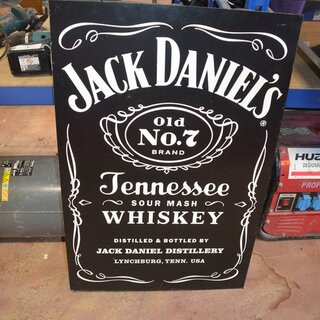 JACK DANIEL'S
®
Old
No.7
BRAND
Tennessee
SOUR MASH
WHISKEY
DISTILLED & BOTTLED BY
JACK DANIEL DISTILLERY
LYNCHBURG, TENN. USA